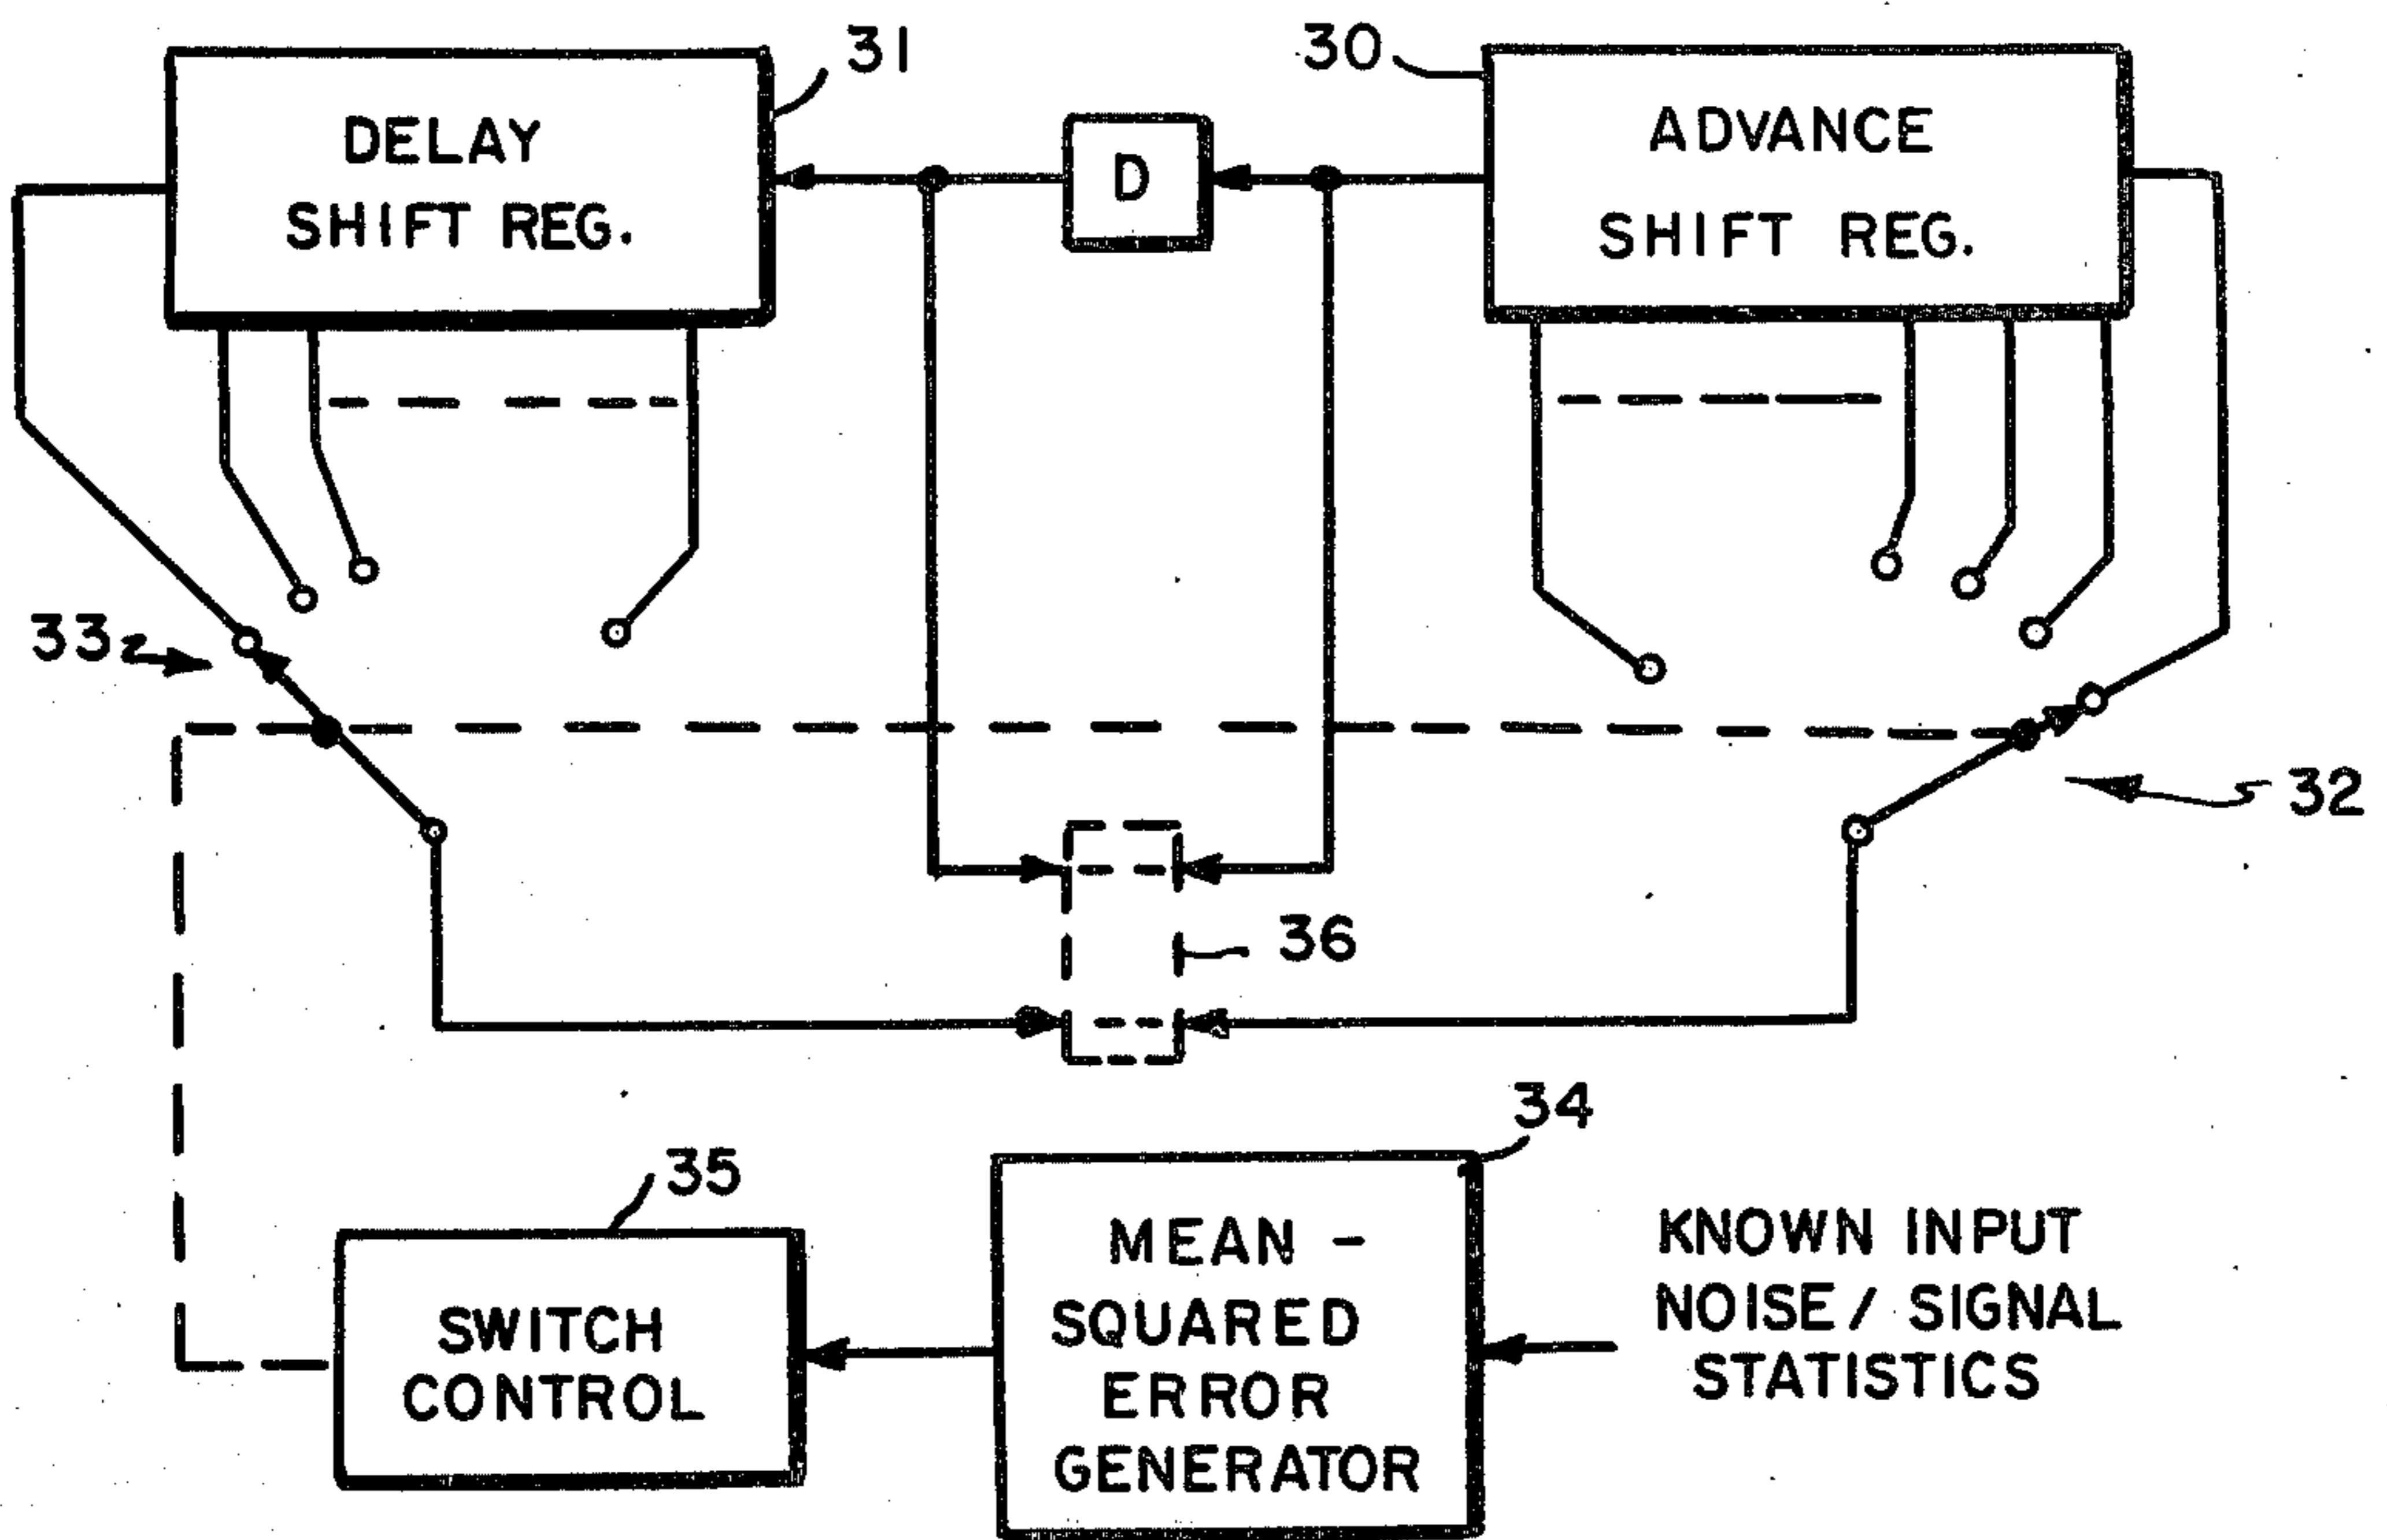 31
30
DELAY
SHIFT REG.
D
ADVANCE
SHIFT REG.
33
32
36
34
35
MEAN -
SQUARED
ERROR
GENERATOR
SWITCH
CONTROL
KNOWN INPUT
NOISE / SIGNAL
STATISTICS